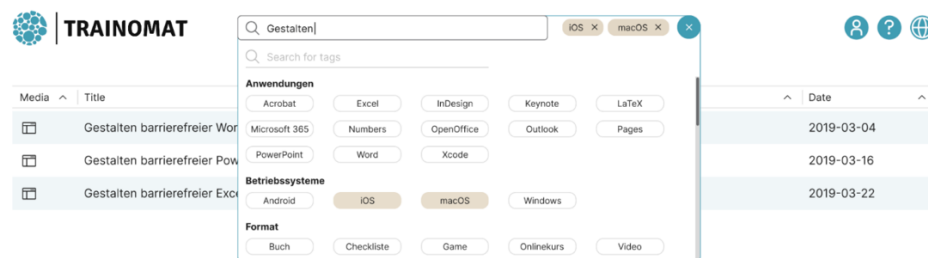 TRAINOMAT
Gestalten
iOS ×
macOS ×
×
?
Search for tags
Media
Title
Date
Anwendungen
Acrobat Excel InDesign Keynote LaTeX
Microsoft 365 Numbers OpenOffice Outlook Pages
PowerPoint Word Xcode
Betriebssysteme
Android iOS macOS Windows
Format
Buch Checkliste Game Onlinekurs Video
Gestalten barrierefreier Wor 2019-03-04
Gestalten barrierefreier Pow 2019-03-16
Gestalten barrierefreier Exce 2019-03-22